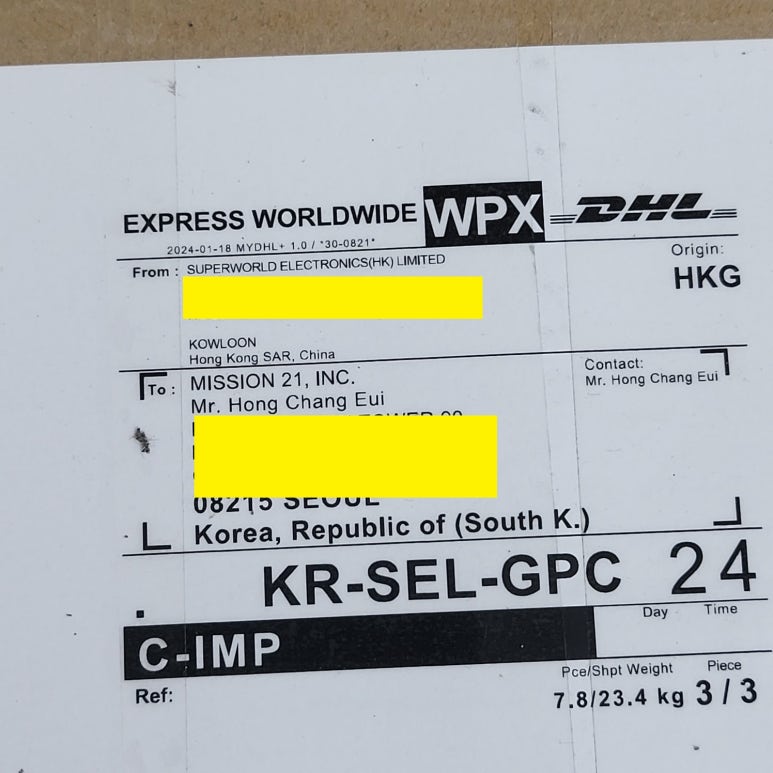 EXPRESS WORLDWIDE WPX DHL
2024-01-18 MYDHL+ 1.0 / *30-0821*
Origin:
HKG
From : SUPERWORLD ELECTRONICS(HK) LIMITED
KOWLOON
Hong Kong SAR, China
To : MISSION 21, INC.
Mr. Hong Chang Eui
Contact:
Mr. Hong Chang Eui
08215 SEOUL
Korea, Republic of (South K.)
KR-SEL-GPC 24
Day Time
C-IMP
Ref:
Pce/Shpt Weight Piece
7.8/23.4 kg 3 / 3